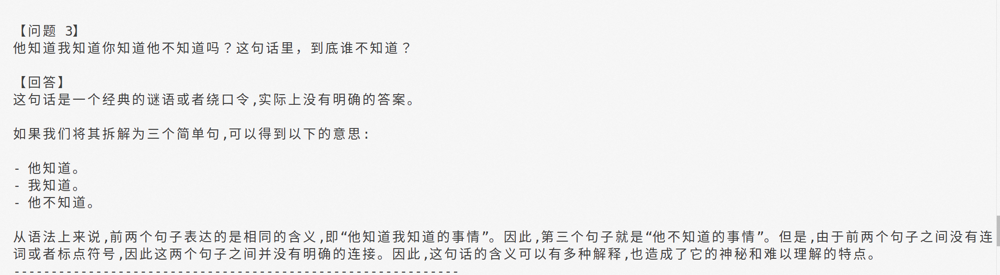 【问题 3】
他知道我知道你知道他不知道吗？这句话里，到底谁不知道？
【回答】
这句话是一个经典的谜语或者绕口令,实际上没有明确的答案。
如果我们将其拆解为三个简单句,可以得到以下的意思:
- 他知道。
- 我知道。
- 他不知道。
从语法上来说,前两个句子表达的是相同的含义,即“他知道我知道的事情”。因此,第三个句子就是“他不知道的事情”。但是,由于前两个句子之间没有连
词或者标点符号,因此这两个句子之间并没有明确的连接。因此,这句话的含义可以有多种解释,也造成了它的神秘和难以理解的特点。
------------------------------------------------------------